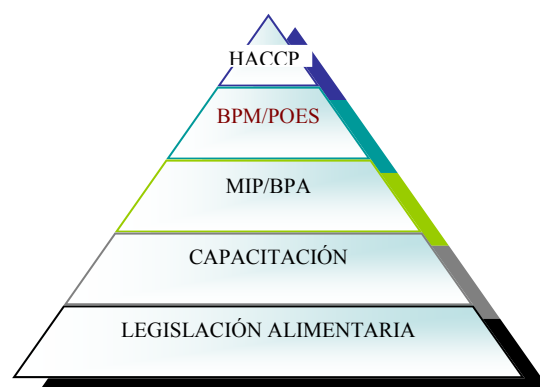 HACCP
BPM/POES
MIP/BPA
CAPACITACIÓN
LEGISLACIÓN ALIMENTARIA